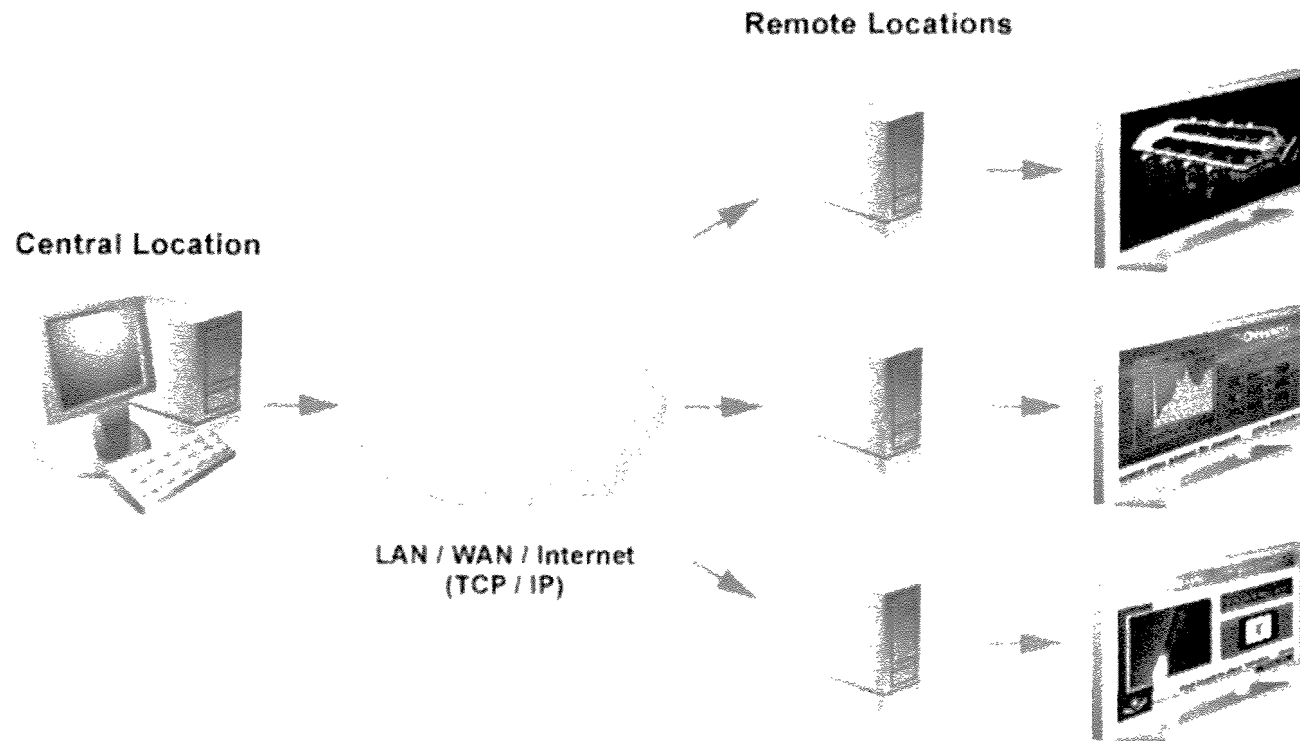 Remote Locations
Central Location
LAN / WAN / Internet
(TCP / IP)